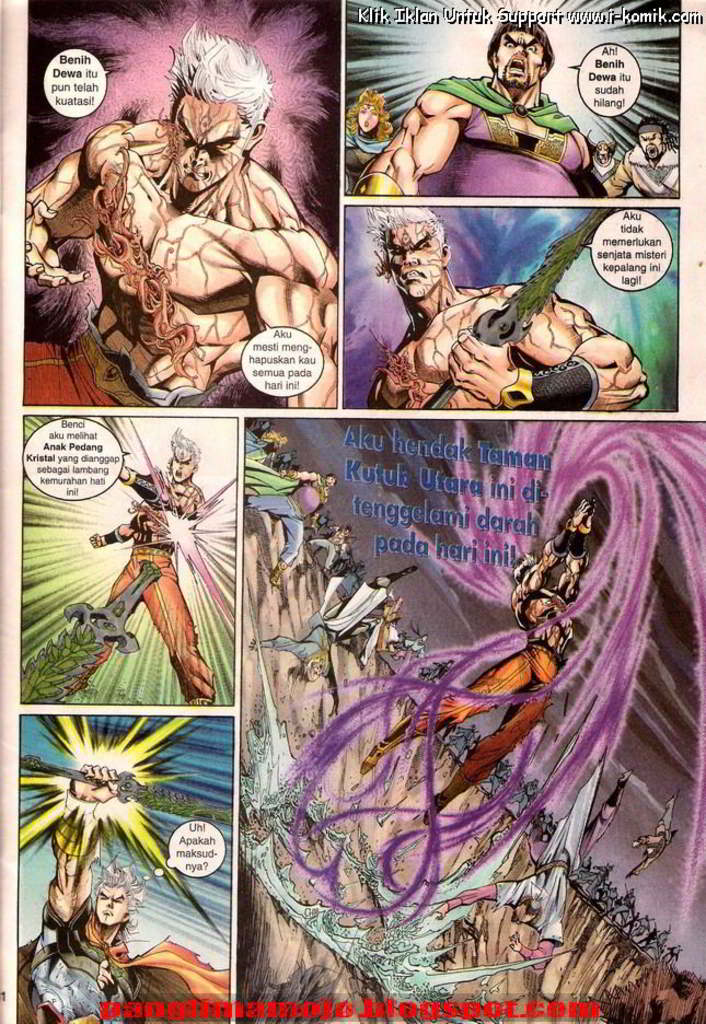 Klik Iklan Untuk Support www.i-komik.com
Benih
Dewa itu
pun telah
kuatasi!
Aku
mesti meng-
hapuskan kau
semua pada
hari ini!
Ah!
Benih
Dewa itu
sudah
hilang!
Aku
tidak
memerlukan
senjata misteri
kepalang ini
lagi!
Benci
aku melihat
Anak Pedang
Kristal yang dianggap
sebagai lambang
kemurahan hati
ini!
Aku hendak Taman
Kutuk Utara ini di-
tenggelami darah
pada hari ini!
Uh!
Apakah
maksud-
nya?
1
panglimamojo.blogspot.com